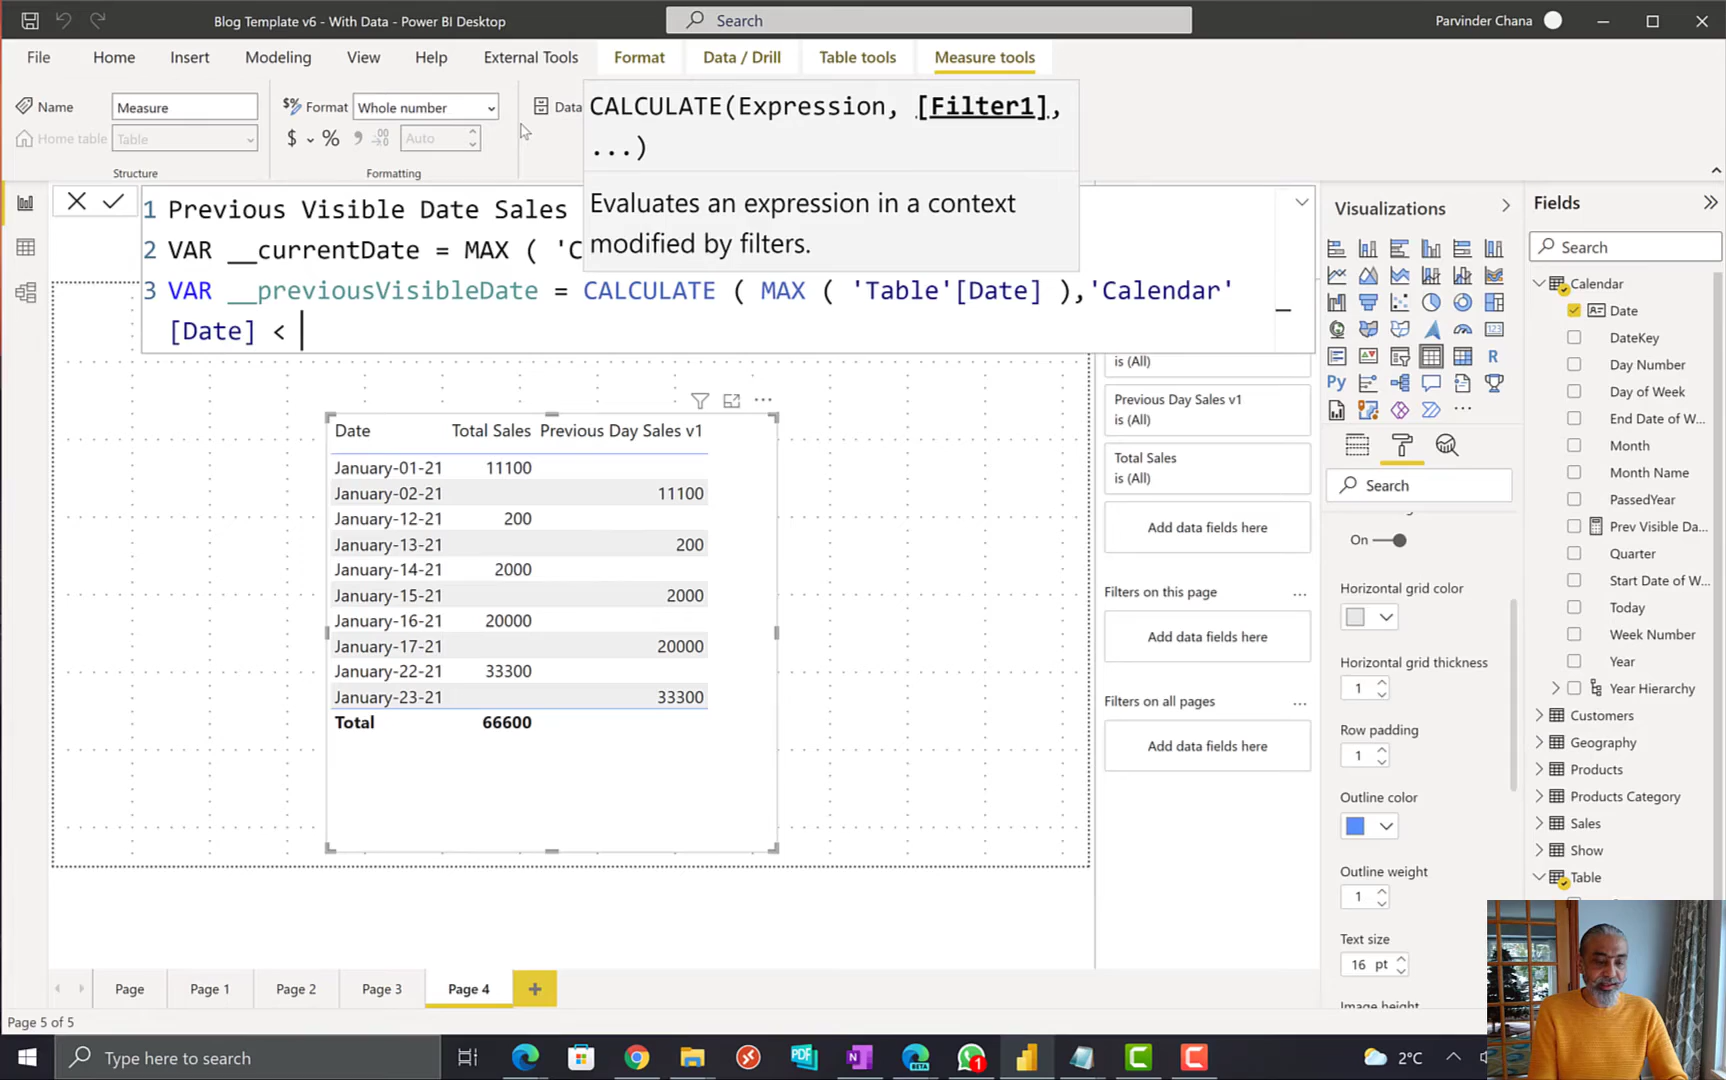 Blog Template v6 - With Data - Power BI Desktop
Search
Parvinder Chana
File
Home
Insert
Modeling
View
Help
External Tools
Format
Data / Drill
Table tools
Measure tools
Name
Measure
Format
Whole number
Data
Home table
Table
$
%
Auto
Structure
Formatting
CALCULATE(Expression, [Filter1],
...)
Evaluates an expression in a context
modified by filters.
1 Previous Visible Date Sales
2 VAR __currentDate = MAX ( 'C
3 VAR __previousVisibleDate = CALCULATE ( MAX ( 'Table'[Date] ),'Calendar'
[Date] <
Date Total Sales Previous Day Sales v1
January-01-21 11100
January-02-21 11100
January-12-21 200
January-13-21 200
January-14-21 2000
January-15-21 2000
January-16-21 20000
January-17-21 20000
January-22-21 33300
January-23-21 33300
Total 66600
is (All)
Previous Day Sales v1
is (All)
Total Sales
is (All)
Add data fields here
Filters on this page
Add data fields here
Filters on all pages
Add data fields here
Visualizations
R
Py
Search
On
Horizontal grid color
Horizontal grid thickness
1
Row padding
1
Outline color
Outline weight
1
Text size
16 pt
Fields
Search
Calendar
Date
DateKey
Day Number
Day of Week
End Date of W...
Month
Month Name
PassedYear
Prev Visible Da...
Quarter
Start Date of W...
Today
Week Number
Year
Year Hierarchy
Customers
Geography
Products
Products Category
Sales
Show
Table
Page
Page 1
Page 2
Page 3
Page 4
Page 5 of 5
Type here to search
2°C